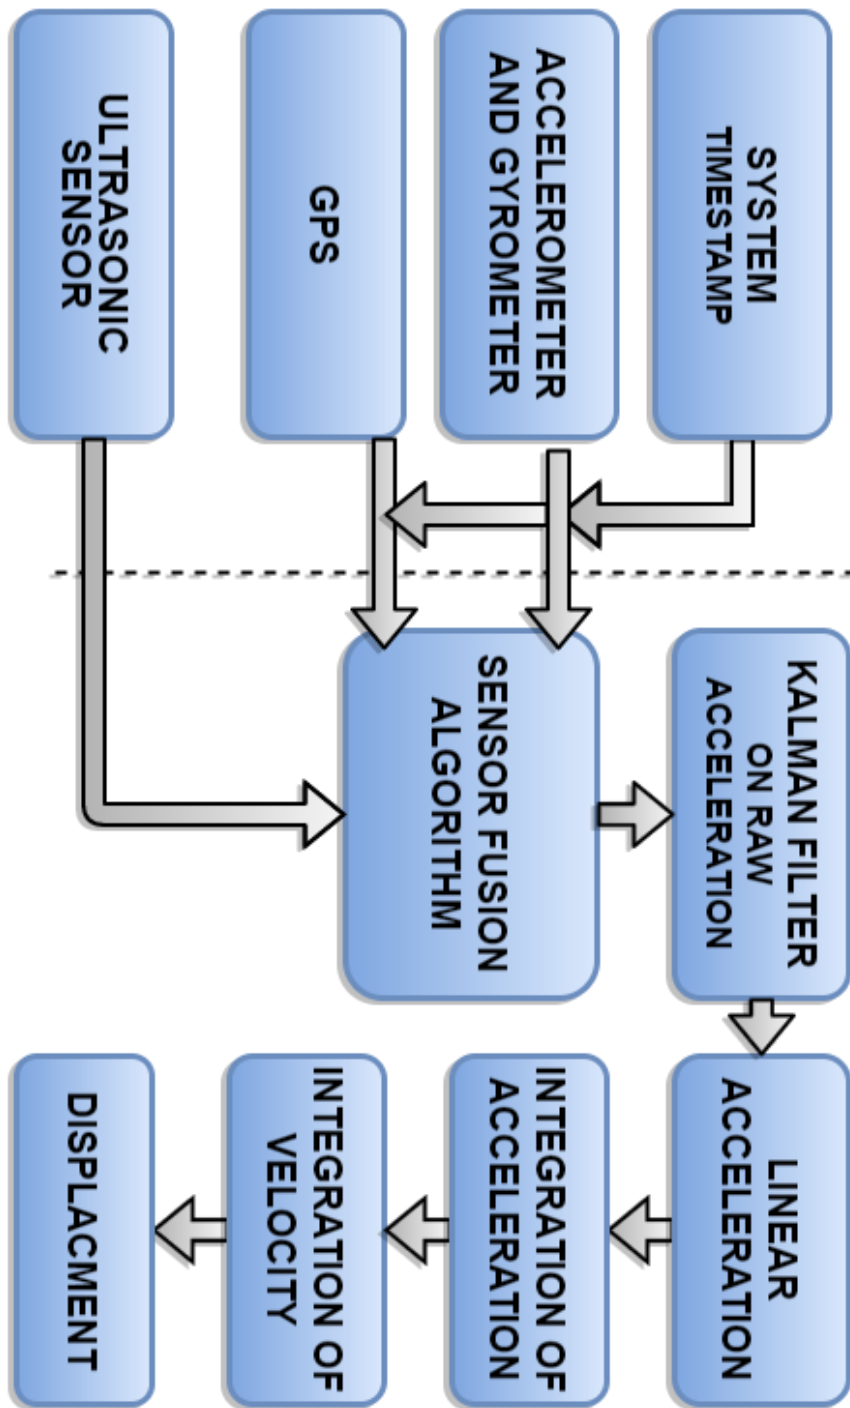 SYSTEM
TIMESTAMP
ACCELEROMETER
AND GYROMETER
GPS
ULTRASONIC
SENSOR
KALMAN FILTER
ON RAW
ACCELERATION
SENSOR FUSION
ALGORITHM
LINEAR
ACCELERATION
INTEGRATION OF
ACCELERATION
INTEGRATION OF
VELOCITY
DISPLACMENT